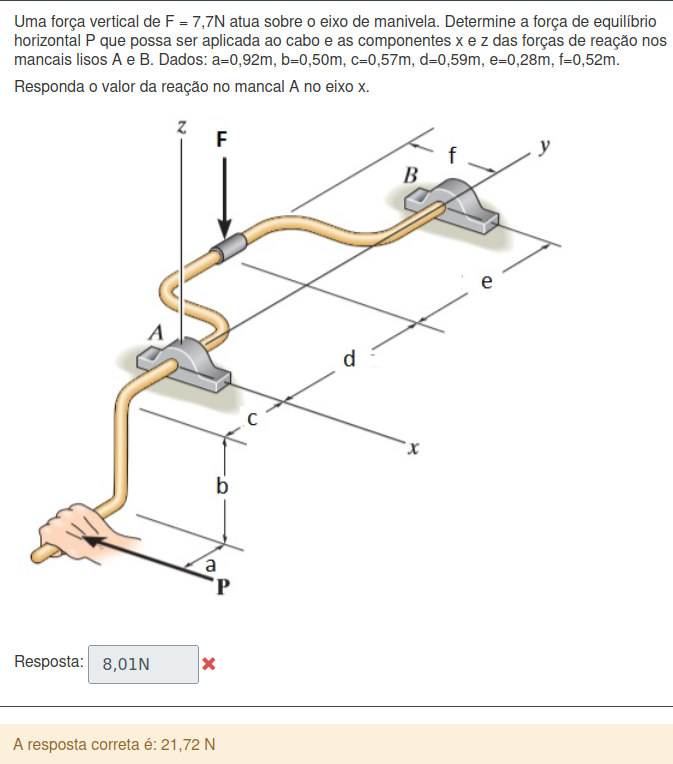 Uma força vertical de F = 7,7N atua sobre o eixo de manivela. Determine a força de equilíbrio
horizontal P que possa ser aplicada ao cabo e as componentes x e z das forças de reação nos
mancais lisos A e B. Dados: a=0,92m, b=0,50m, c=0,57m, d=0,59m, e=0,28m, f=0,52m.
Responda o valor da reação no mancal A no eixo x.
z
F
f
y
B
e
A
d
c
x
b
a
P
Resposta: 8,01N
A resposta correta é: 21,72 N